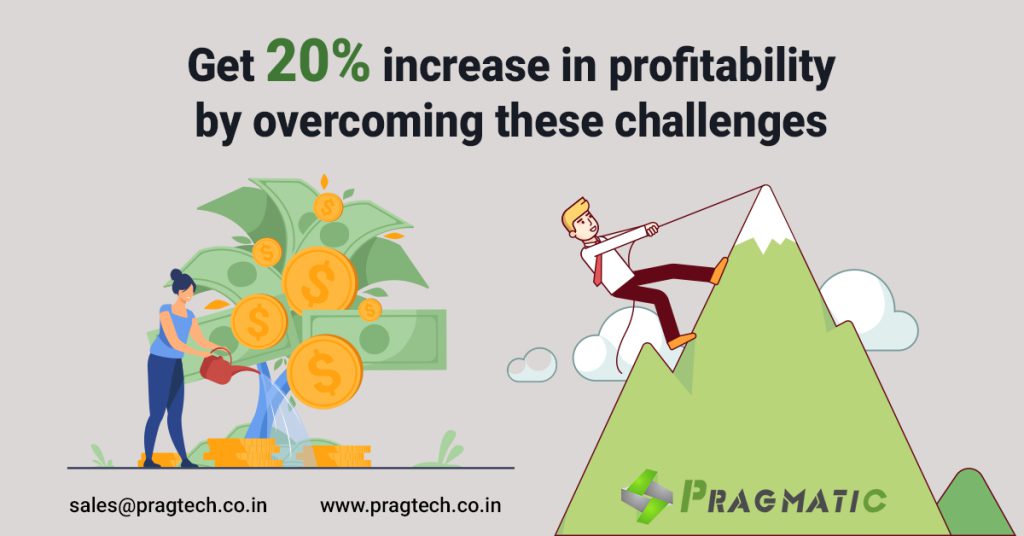 Get 20% increase in profitability
by overcoming these challenges
$
$
$
$
$
$
sales@pragtech.co.in
www.pragtech.co.in
PRAGMATIC